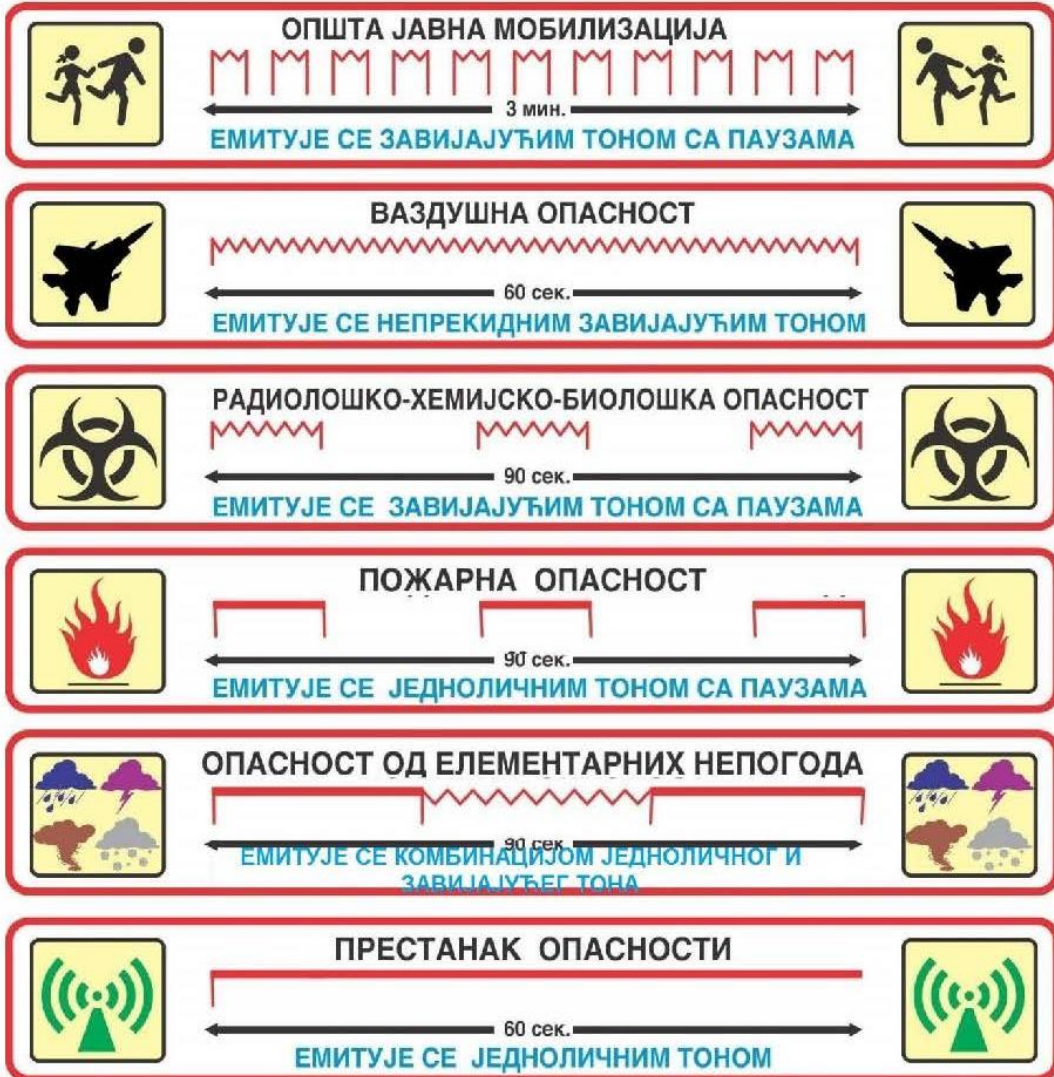 ОПШТА ЈАВНА МОБИЛИЗАЦИЈА
3 мин.
ЕМИТУЈЕ СЕ ЗАВИЈАЈУЋИМ ТОНОМ СА ПАУЗАМА
ВАЗДУШНА ОПАСНОСТ
60 сек.
ЕМИТУЈЕ СЕ НЕПРЕКИДНИМ ЗАВИЈАЈУЋИМ ТОНОМ
РАДИОЛОШКО-ХЕМИЈСКО-БИОЛОШКА ОПАСНОСТ
90 сек.
ЕМИТУЈЕ СЕ ЗАВИЈАЈУЋИМ ТОНОМ СА ПАУЗАМА
ПОЖАРНА ОПАСНОСТ
90 сек.
ЕМИТУЈЕ СЕ ЈЕДНОЛИЧНИМ ТОНОМ СА ПАУЗАМА
ОПАСНОСТ ОД ЕЛЕМЕНТАРНИХ НЕПОГОДА
90 сек.
ЕМИТУЈЕ СЕ КОМБИНАЦИЈОМ ЈЕДНОЛИЧНОГ И
ЗАВИЈАЈУЋЕГ ТОНА
ПРЕСТАНАК ОПАСНОСТИ
60 сек.
ЕМИТУЈЕ СЕ ЈЕДНОЛИЧНИМ ТОНОМ